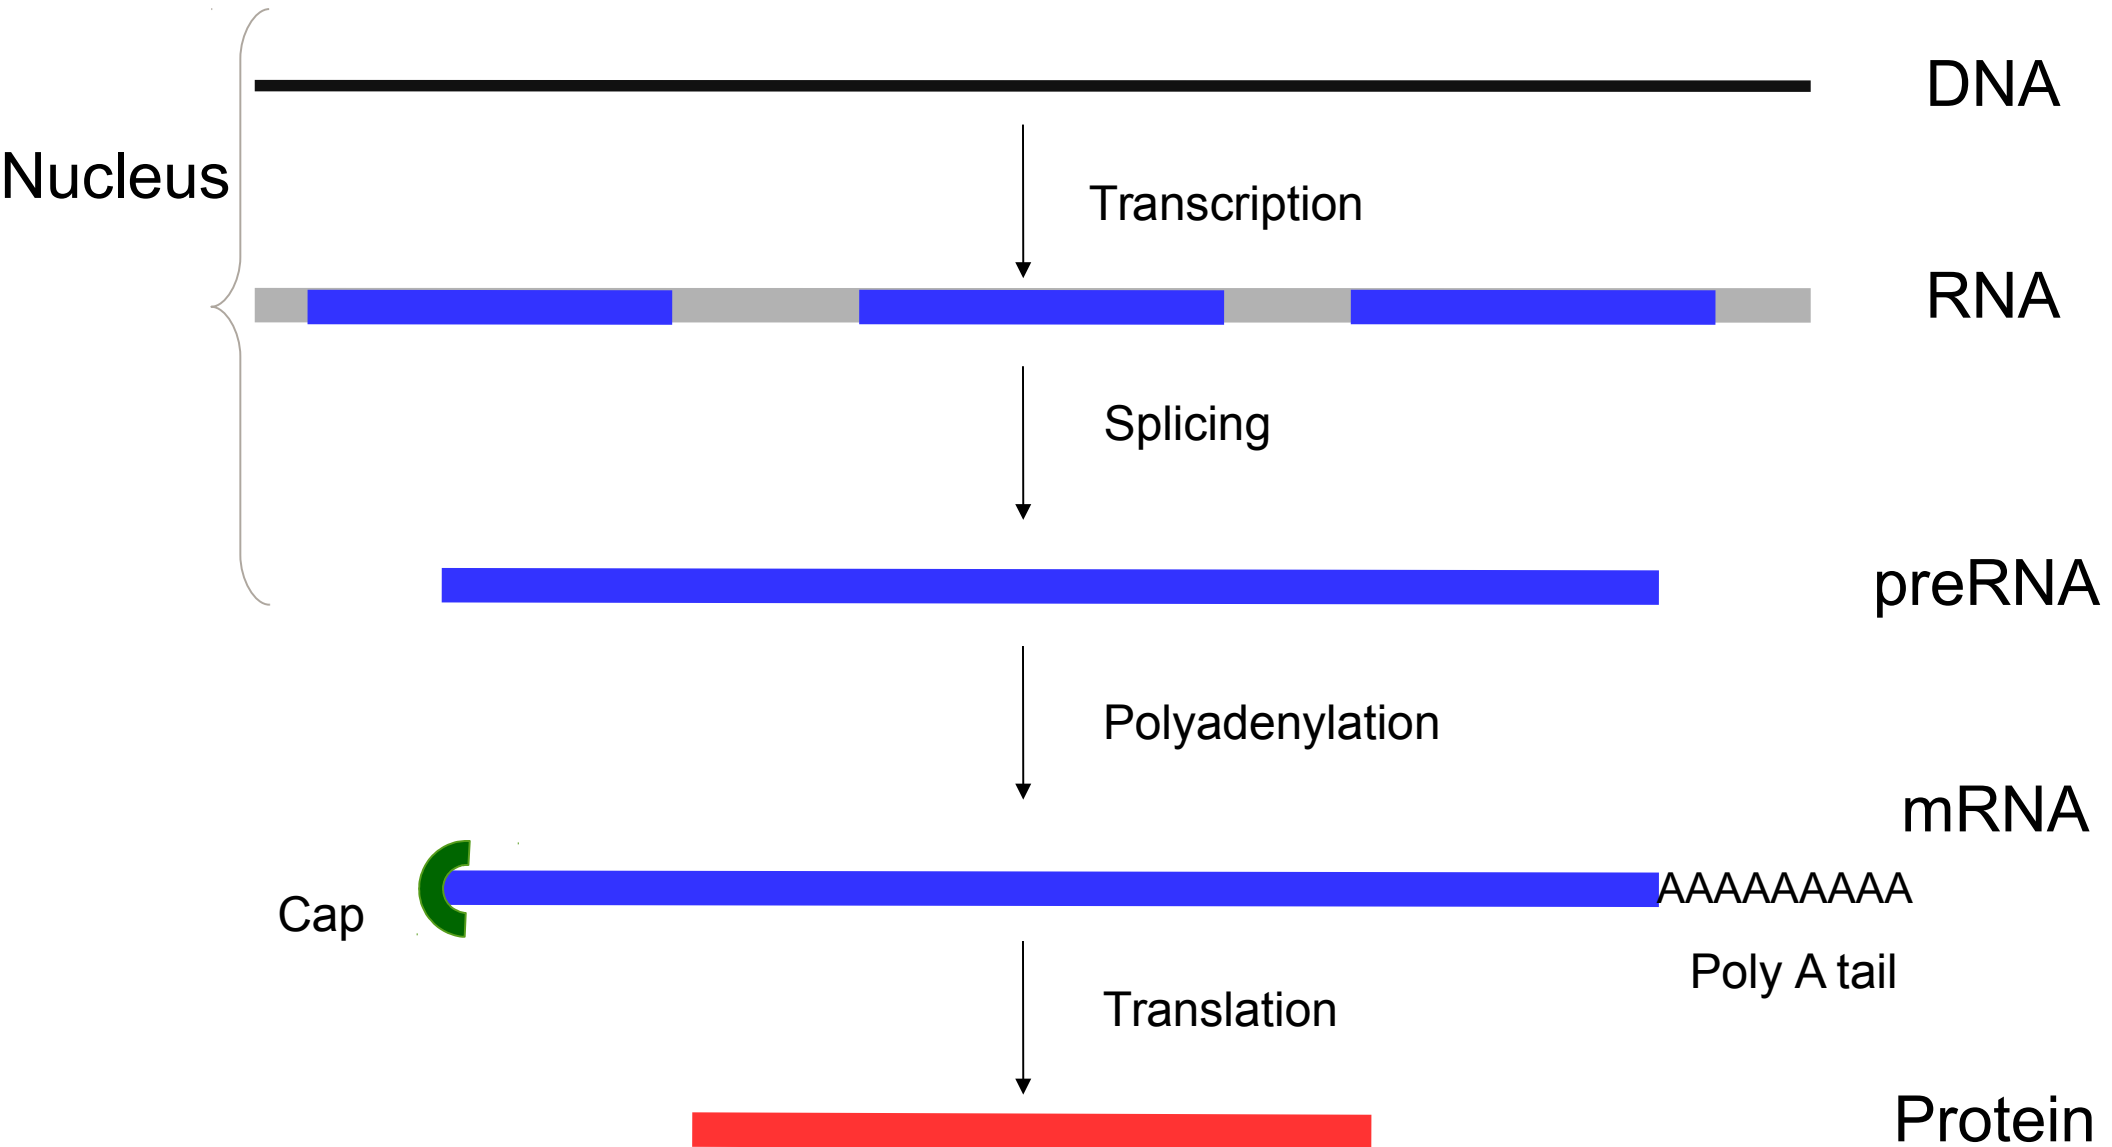 DNA
Nucleus
Transcription
RNA
Splicing
preRNA
Polyadenylation
mRNA
AAAAAAAAA
Cap
Poly A tail
Translation
Protein